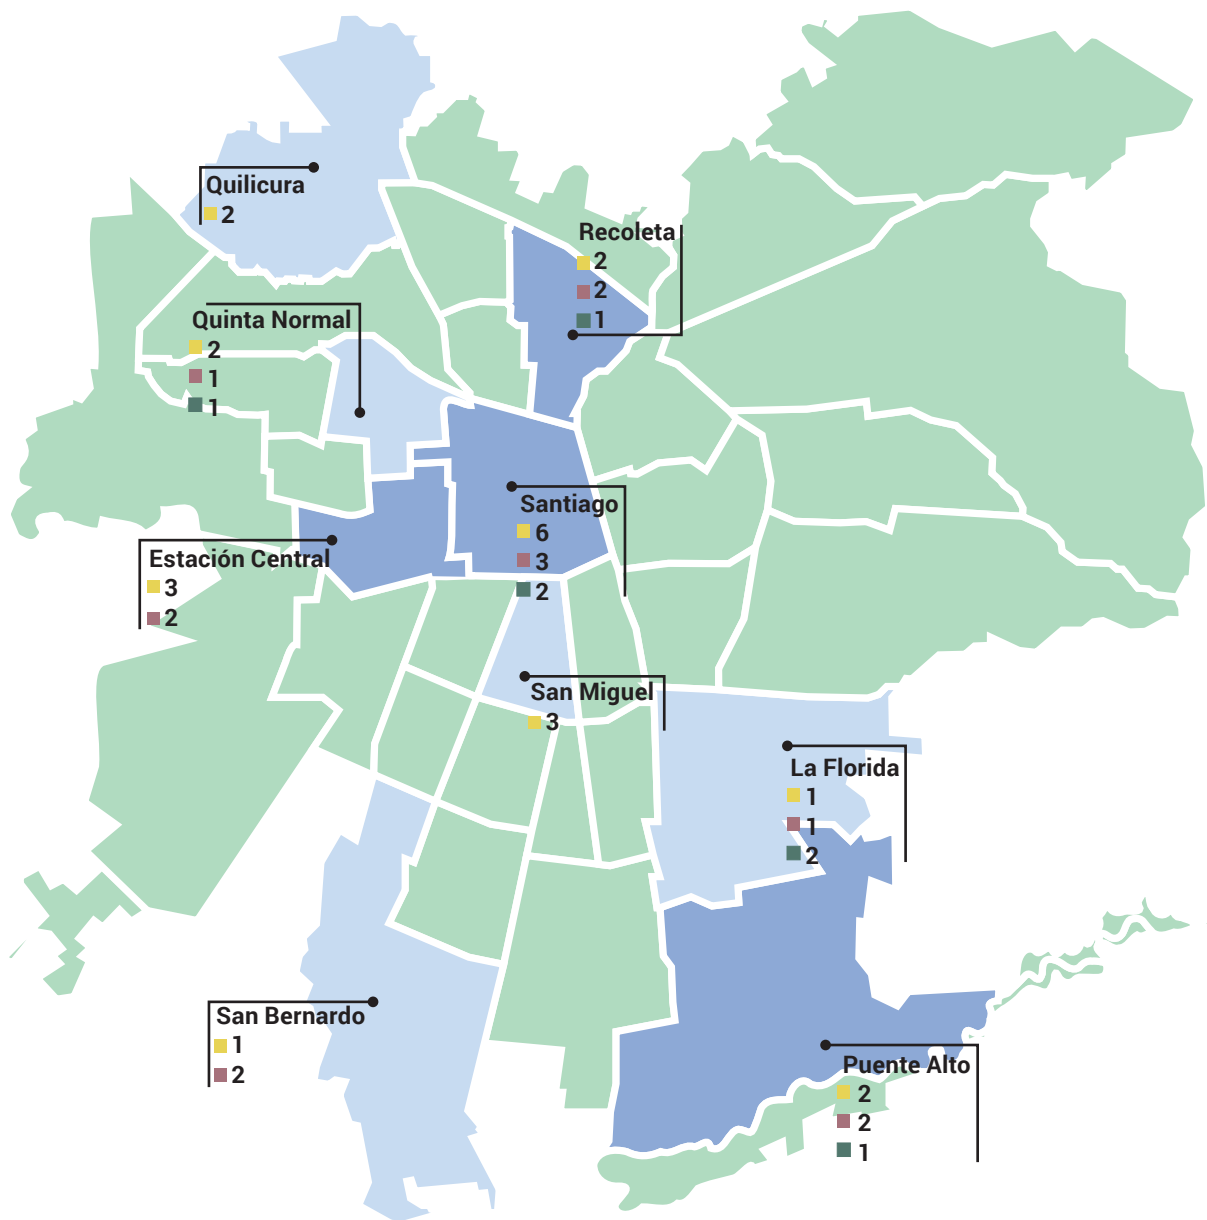 Quilicura
2
Recoleta
2
2
1
Quinta Normal
2
1
1
Santiago
6
3
2
Estación Central
3
2
San Miguel
3
La Florida
1
1
2
San Bernardo
1
2
Puente Alto
2
2
1